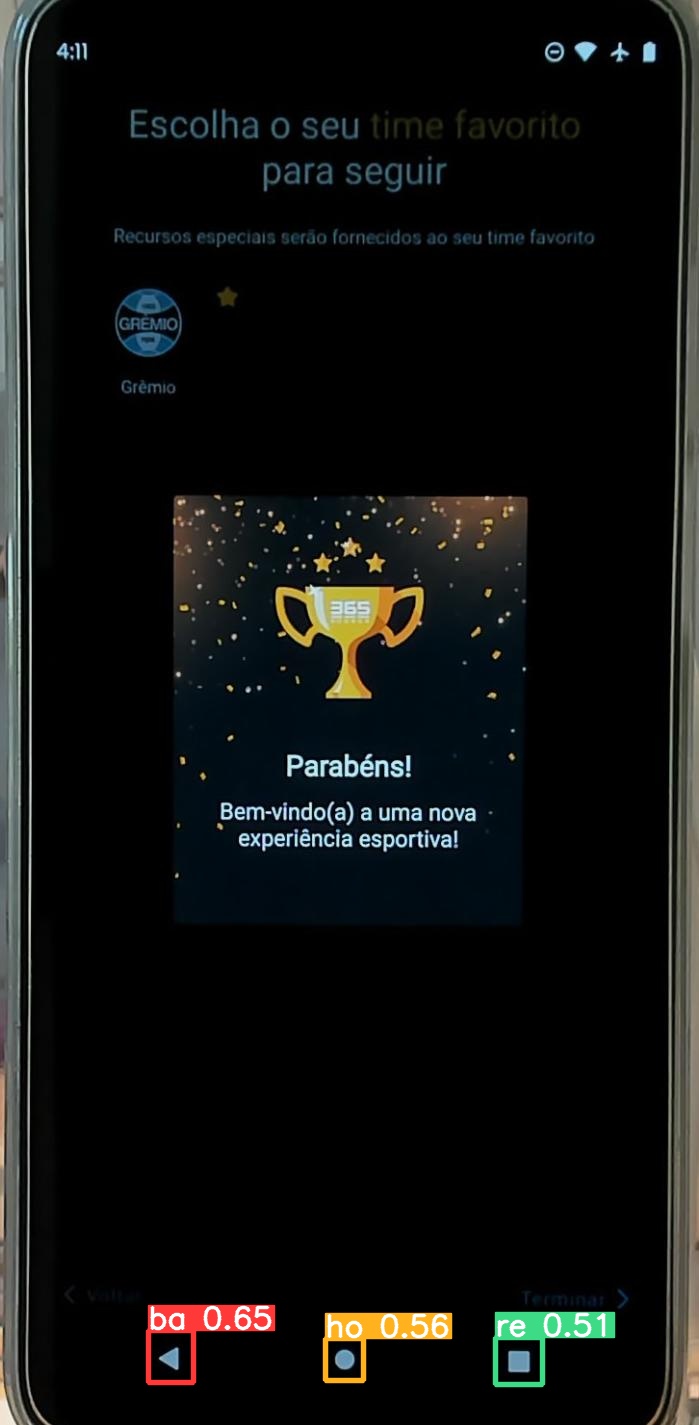 4:11
Escolha o seu time favorito
para seguir
Recursos especiais serão fornecidos ao seu time favorito
GRÊMIO
Grêmio
365
Parabéns!
Bem-vindo(a) a uma nova
experiência esportiva!
Voltar
Terminar
ba 0.65
ho 0.56
re 0.51